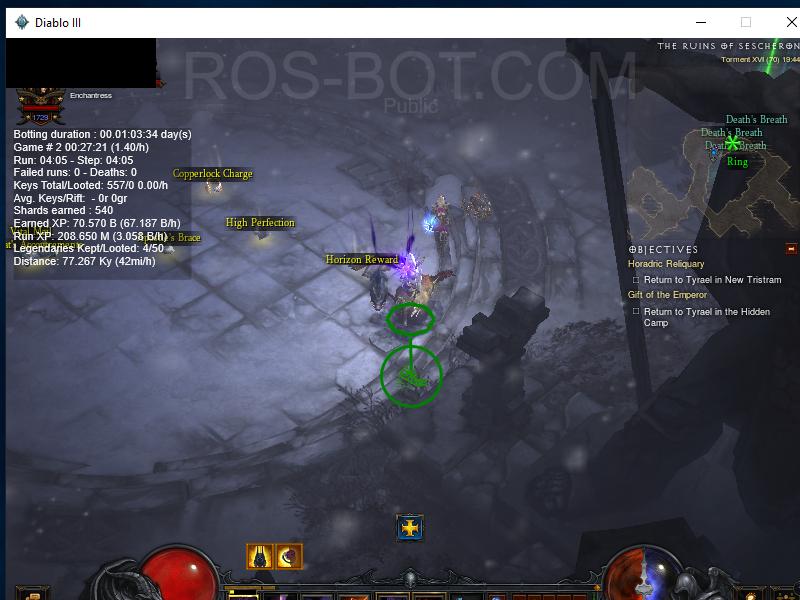 Diablo III
ROS-BOT.COM
Public
THE RUINS OF SESCHERON
Torment XVI (70) 19:44
Enchantress
1729
Botting duration : 00.01:03:34 day(s)
Game # 2 00:27:21 (1.40/h)
Run: 04:05 - Step: 04:05
Failed runs: 0 - Deaths: 0
Keys Total/Looted: 557/0 0.00/h
Avg. Keys/Rift: - 0r 0gr
Shards earned : 540
Earned XP: 70.570 B (67.187 B/h)
Run XP: 208.650 M (3.058 B/h)
Legendaries Kept/Looted: 4/50
Distance: 77.267 Ky (42mi/h)
Copperlock Charge
High Perfection
Brace
Horizon Reward
Death's Breath
Death's Breath
Death's Breath
Ring
OBJECTIVES
Horadric Reliquary
Return to Tyrael in New Tristram
Gift of the Emperor
Return to Tyrael in the Hidden
Camp